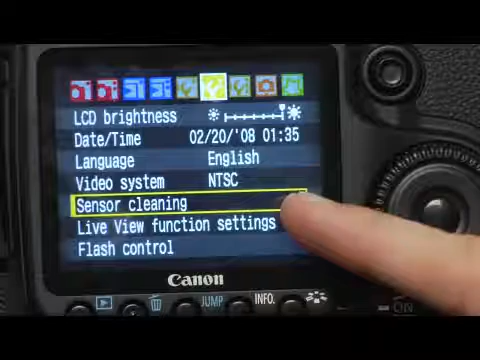 LCD brightness
Date/Time 02/20/'08 01:35
Language English
Video system NTSC
Sensor cleaning
Live View function settings
Flash control
Canon
JUMP INFO.
ON